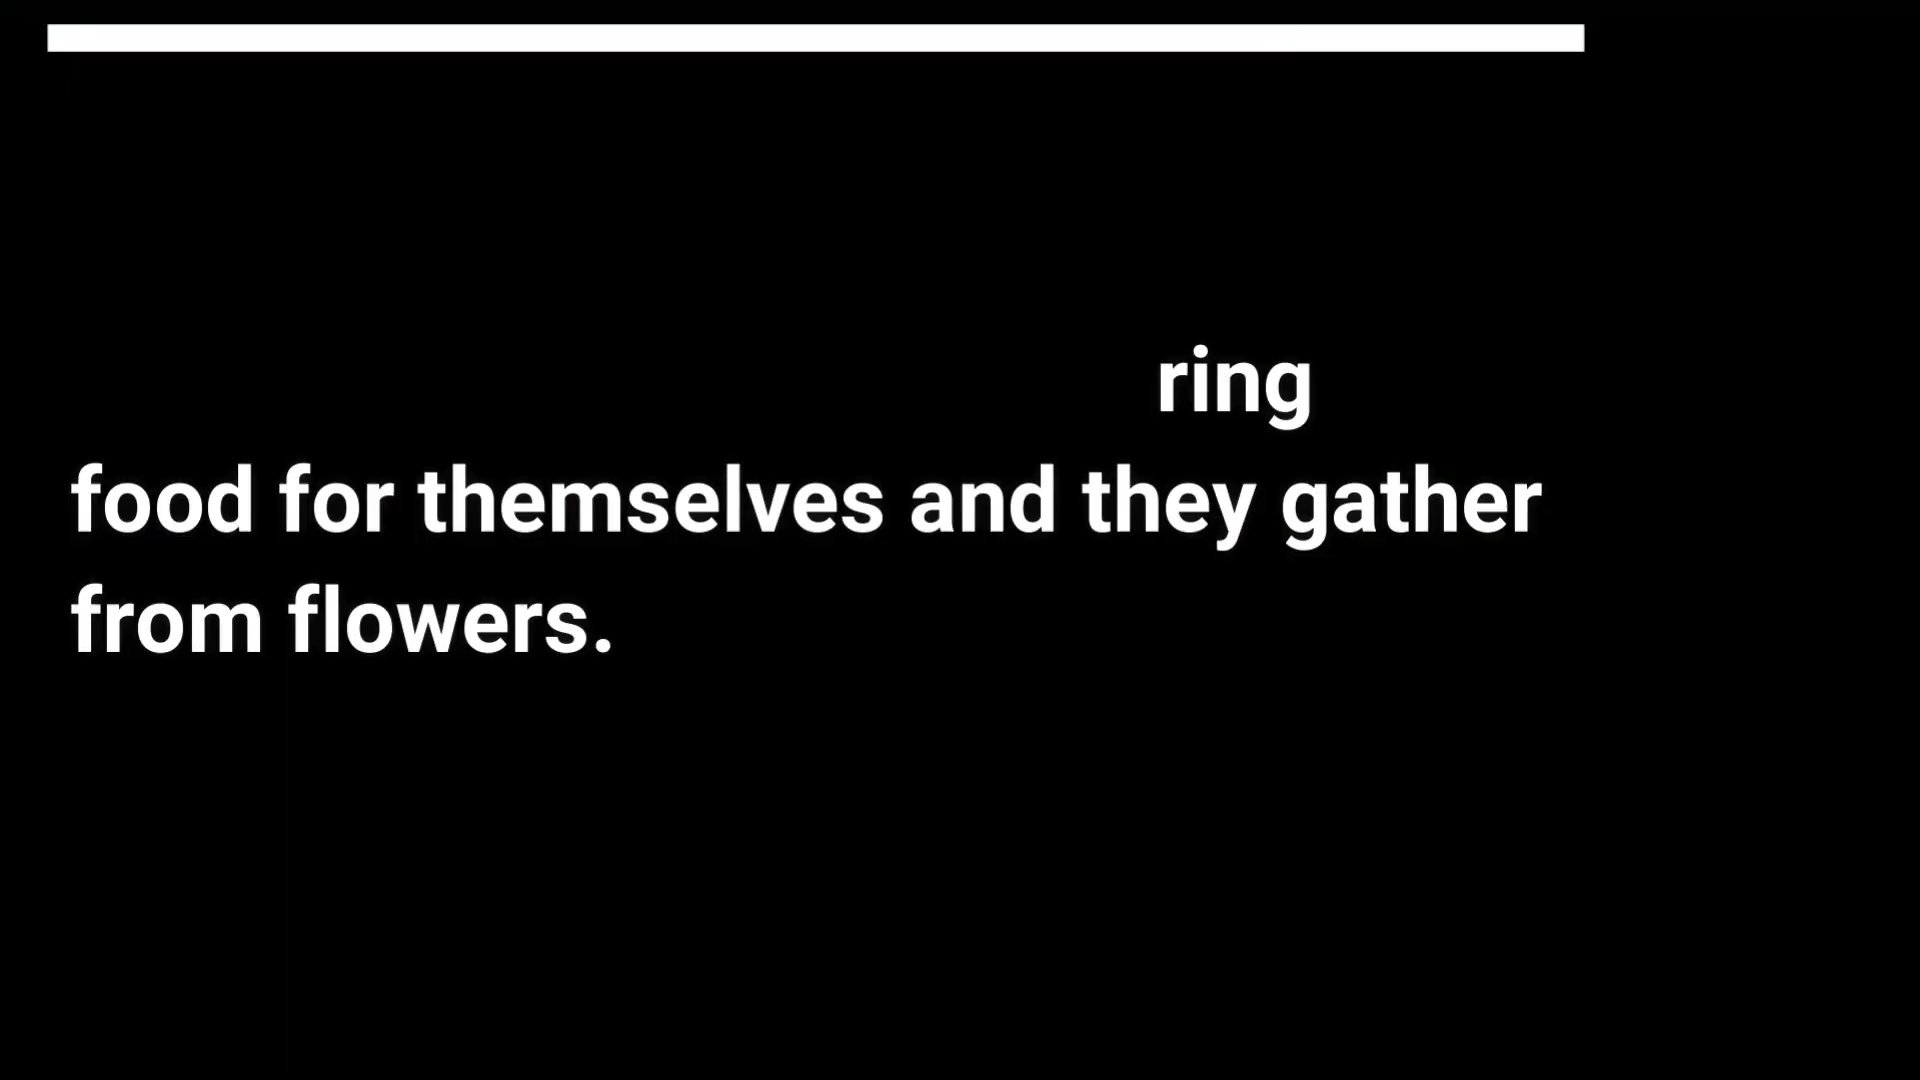 ring
food for themselves and they gather
from flowers.